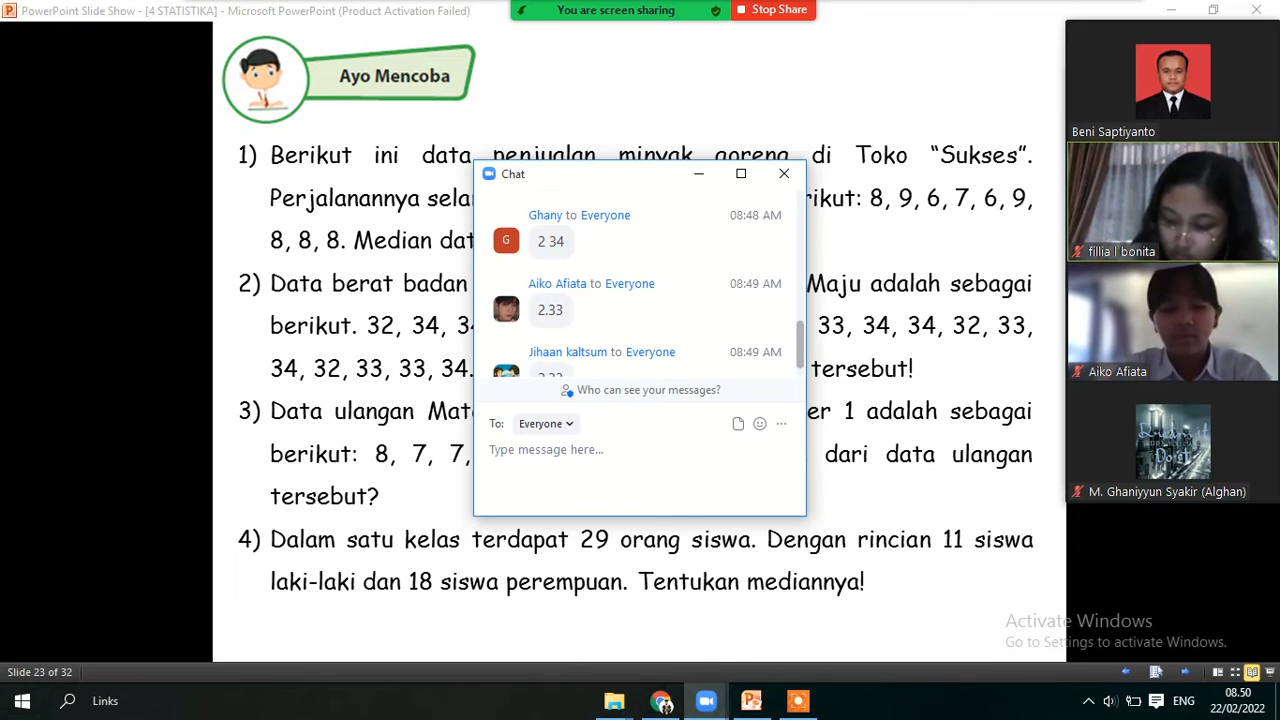 PowerPoint Slide Show - [4 STATISTIKA] - Microsoft PowerPoint (Product Activation Failed)
You are screen sharing
Stop Share
Ayo Mencoba
1) Berikut ini data penjualan minyak goreng di Toko “Sukses”.
Perjalanannya
8, 9, 6, 7, 6, 9,
8, 8, 8. Median
2) Data berat badan
Maju adalah sebagai
berikut. 32, 34,
33, 34, 34, 32, 33,
34, 32, 33, 33, 34.
tersebut!
3) Data ulangan
1 adalah sebagai
berikut: 8, 7, 7,
dari data ulangan
tersebut?
4) Dalam satu kelas terdapat 29 orang siswa. Dengan rincian 11 siswa
laki-laki dan 18 siswa perempuan. Tentukan mediannya!
Chat
Ghany to Everyone 08:48 AM
G
2 34
Aiko Afiata to Everyone 08:49 AM
2.33
Jihaan kaltsum to Everyone 08:49 AM
Who can see your messages?
To: Everyone
Type message here...
Beni Saptiyanto
fillia l bonita
Aiko Afiata
M. Ghaniyyun Syakir (Alghan)
Activate Windows
Go to Settings to activate Windows.
Slide 23 of 32
Links
ENG
08.50
22/02/2022